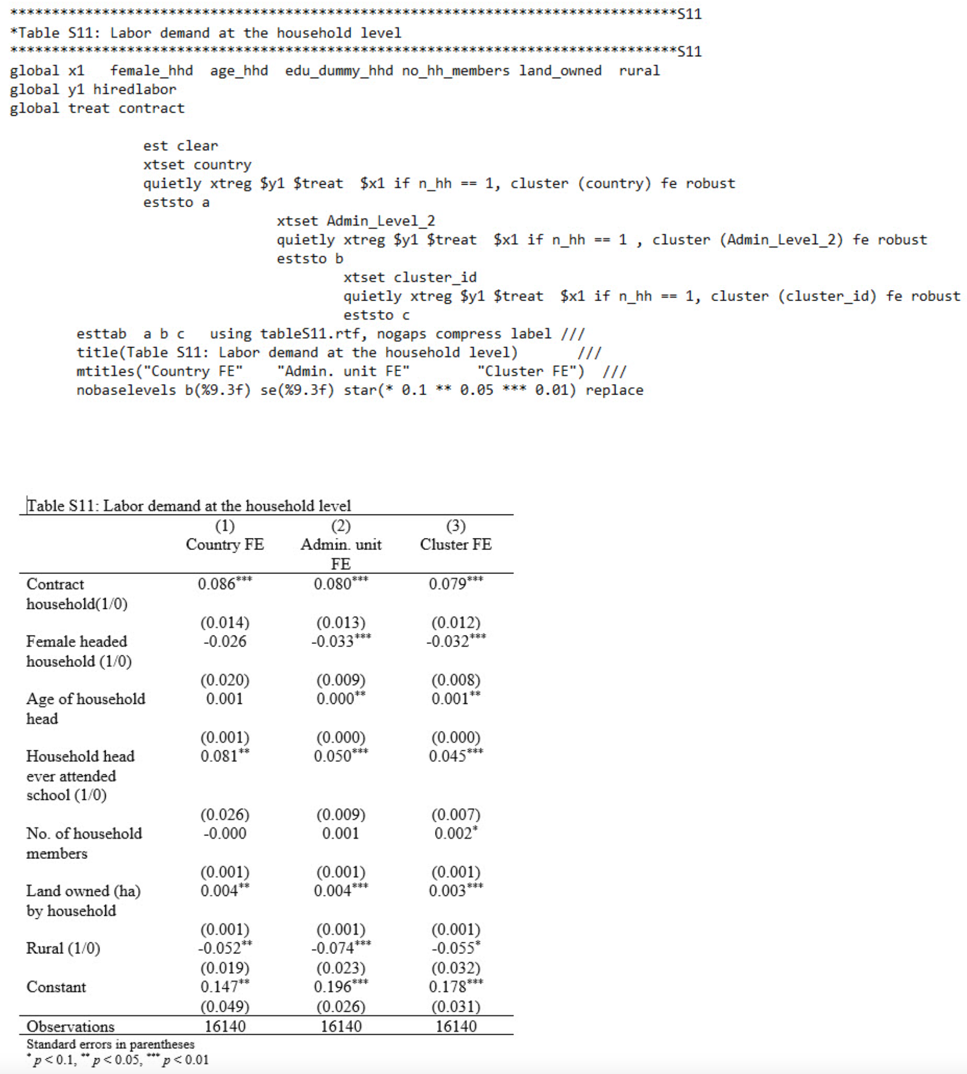 ********************************************************************************S11
*Table S11: Labor demand at the household level
********************************************************************************S11
global x1   female_hhd  age_hhd  edu_dummy_hhd no_hh_members land_owned  rural
global y1 hiredlabor
global treat contract
est clear
xtset country
quietly xtreg $y1 $treat  $x1 if n_hh == 1, cluster (country) fe robust
eststo a
xtset Admin_Level_2
quietly xtreg $y1 $treat  $x1 if n_hh == 1 , cluster (Admin_Level_2) fe robust
eststo b
xtset cluster_id
quietly xtreg $y1 $treat  $x1 if n_hh == 1, cluster (cluster_id) fe robust
eststo c
esttab  a b c   using tableS11.rtf, nogaps compress label ///
title(Table S11: Labor demand at the household level)       ///
mtitles("Country FE"    "Admin. unit FE"        "Cluster FE")  ///
nobaselevels b(%9.3f) se(%9.3f) star(* 0.1 ** 0.05 *** 0.01) replace
Table S11: Labor demand at the household level
(1) (2) (3)
Country FE Admin. unit Cluster FE
FE
Contract 0.086*** 0.080*** 0.079***
household(1/0)
(0.014) (0.013) (0.012)
Female headed -0.026 -0.033*** -0.032***
household (1/0)
(0.020) (0.009) (0.008)
Age of household 0.001 0.000** 0.001**
head
(0.001) (0.000) (0.000)
Household head 0.081** 0.050*** 0.045***
ever attended
school (1/0)
(0.026) (0.009) (0.007)
No. of household -0.000 0.001 0.002*
members
(0.001) (0.001) (0.001)
Land owned (ha) 0.004** 0.004*** 0.003***
by household
(0.001) (0.001) (0.001)
Rural (1/0) -0.052** -0.074*** -0.055*
(0.019) (0.023) (0.032)
Constant 0.147** 0.196*** 0.178***
(0.049) (0.026) (0.031)
Observations 16140 16140 16140
Standard errors in parentheses
* p < 0.1, ** p < 0.05, *** p < 0.01